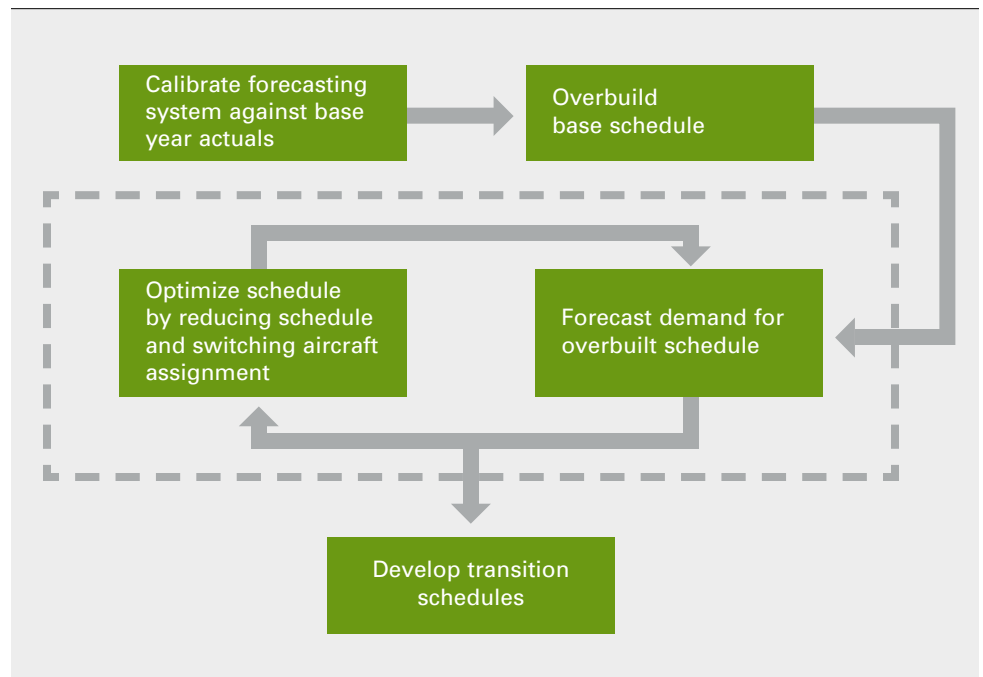 Calibrate forecasting
system against base
year actuals
Overbuild
base schedule
Optimize schedule
by reducing schedule
and switching aircraft
assignment
Forecast demand for
overbuilt schedule
Develop transition
schedules